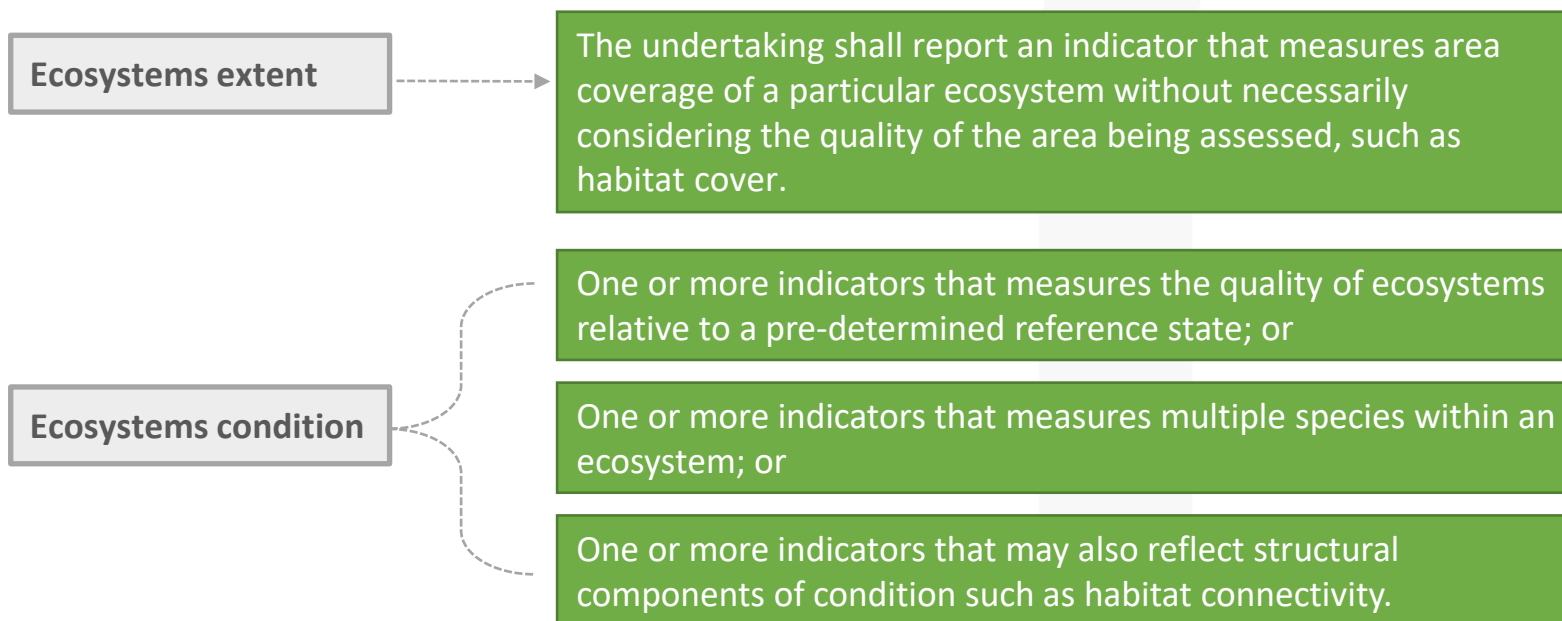 Ecosystems extent
The undertaking shall report an indicator that measures area
coverage of a particular ecosystem without necessarily
considering the quality of the area being assessed, such as
habitat cover.
Ecosystems condition
One or more indicators that measures the quality of ecosystems
relative to a pre-determined reference state; or
One or more indicators that measures multiple species within an
ecosystem; or
One or more indicators that may also reflect structural
components of condition such as habitat connectivity.